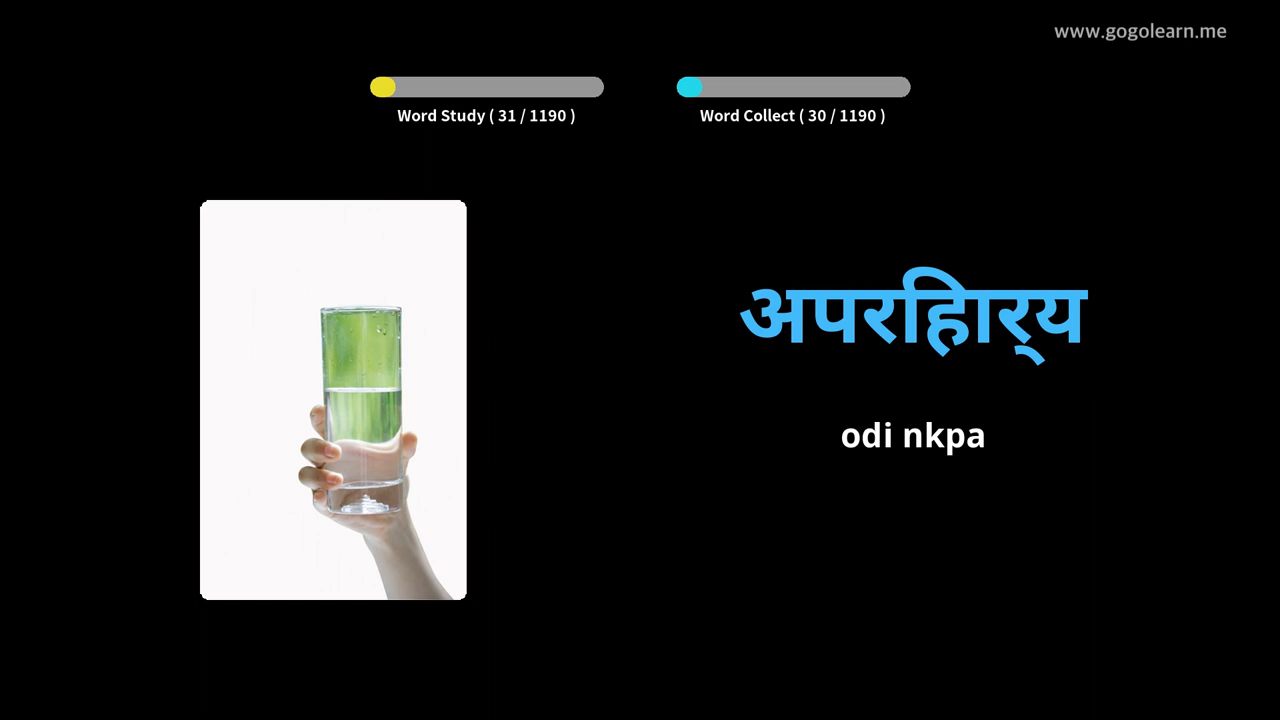 www.gogolearn.me
Word Study ( 31 / 1190 )
Word Collect ( 30 / 1190 )
अपरिहार्य
odi nkpa